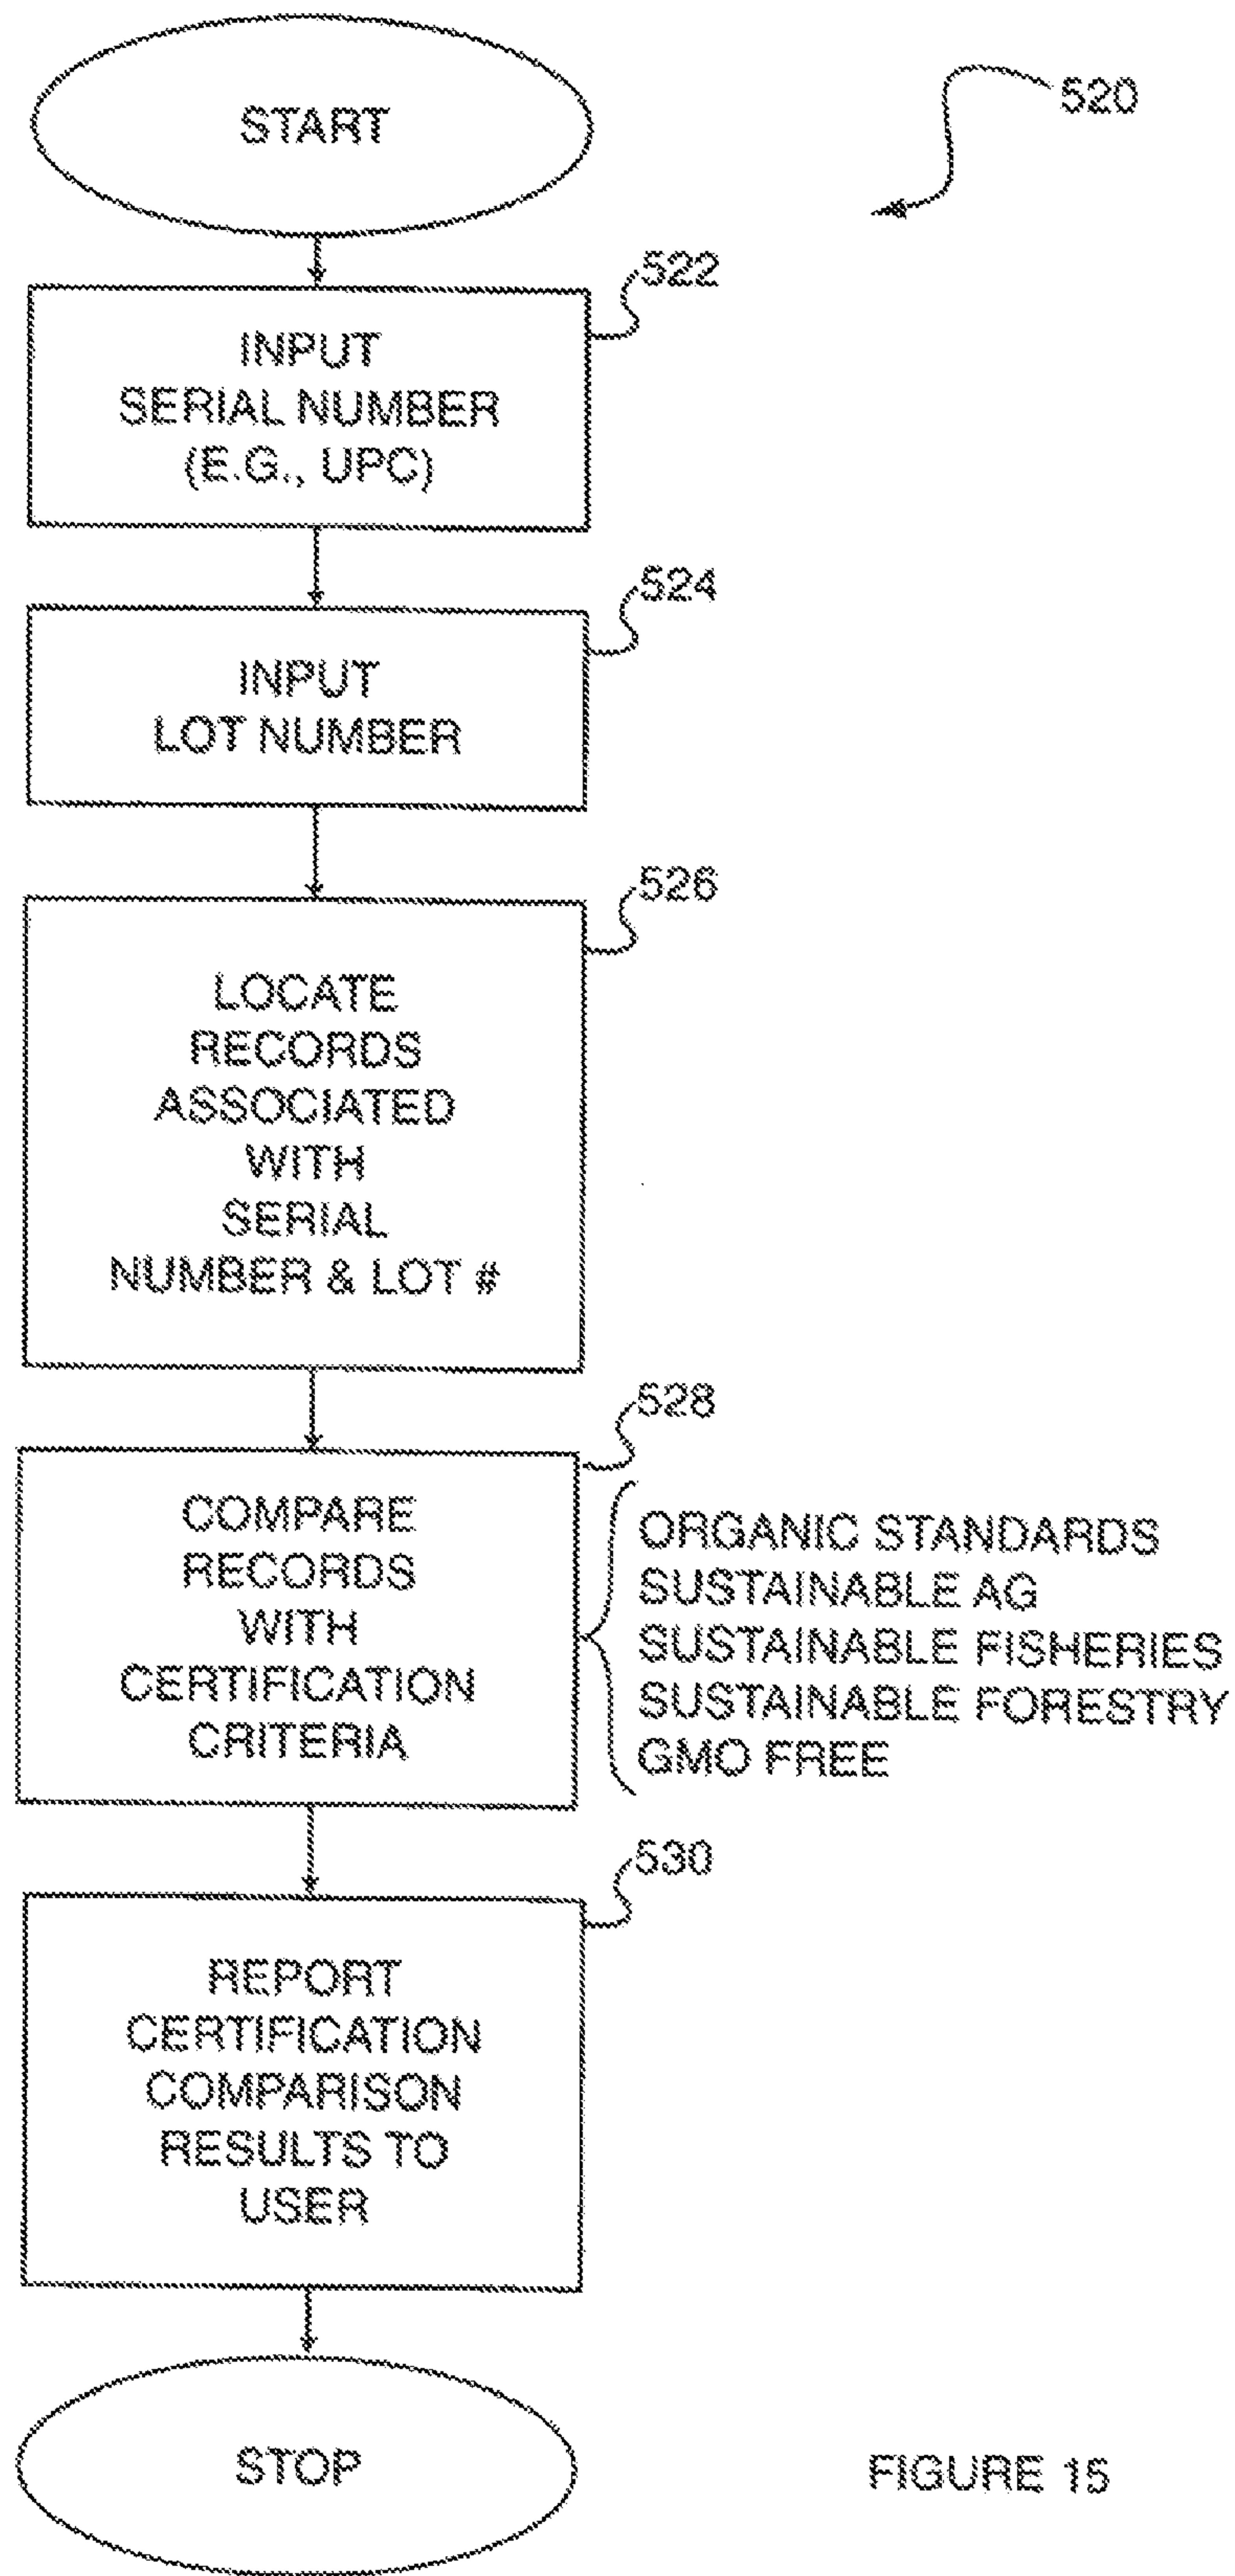 START
520
522
INPUT
SERIAL NUMBER
(E.G., UPC)
524
INPUT
LOT NUMBER
526
LOCATE
RECORDS
ASSOCIATED
WITH
SERIAL
NUMBER & LOT #
528
COMPARE
RECORDS
WITH
CERTIFICATION
CRITERIA
ORGANIC STANDARDS
SUSTAINABLE AG
SUSTAINABLE FISHERIES
SUSTAINABLE FORESTRY
GMO FREE
530
REPORT
CERTIFICATION
COMPARISON
RESULTS TO
USER
STOP
FIGURE 15